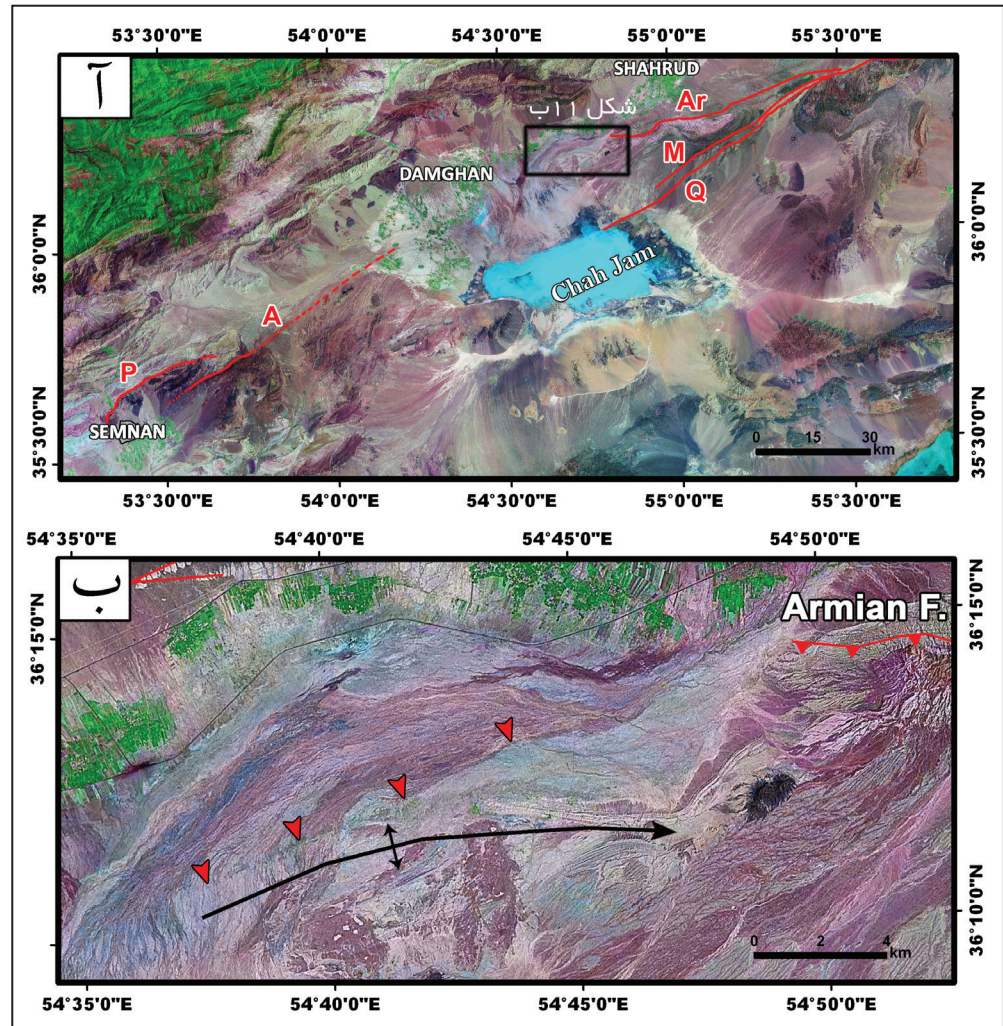 53°30'0"E 54°0'0"E 54°30'0"E 55°0'0"E 55°30'0"E
آ
SHAHRUD
شکل ۱۱ب
Ar
M
Q
DAMGHAN
Chah Jam
A
P
SEMNAN
36°0'0"N
35°30'0"N
36°0'0"N
35°30'0"N
0 15 30
km
53°30'0"E 54°0'0"E 54°30'0"E 55°0'0"E 55°30'0"E
54°35'0"E 54°40'0"E 54°45'0"E 54°50'0"E
ب
Armian F.
36°15'0"N
36°15'0"N
36°10'0"N
0 2 4
km
54°35'0"E 54°40'0"E 54°45'0"E 54°50'0"E